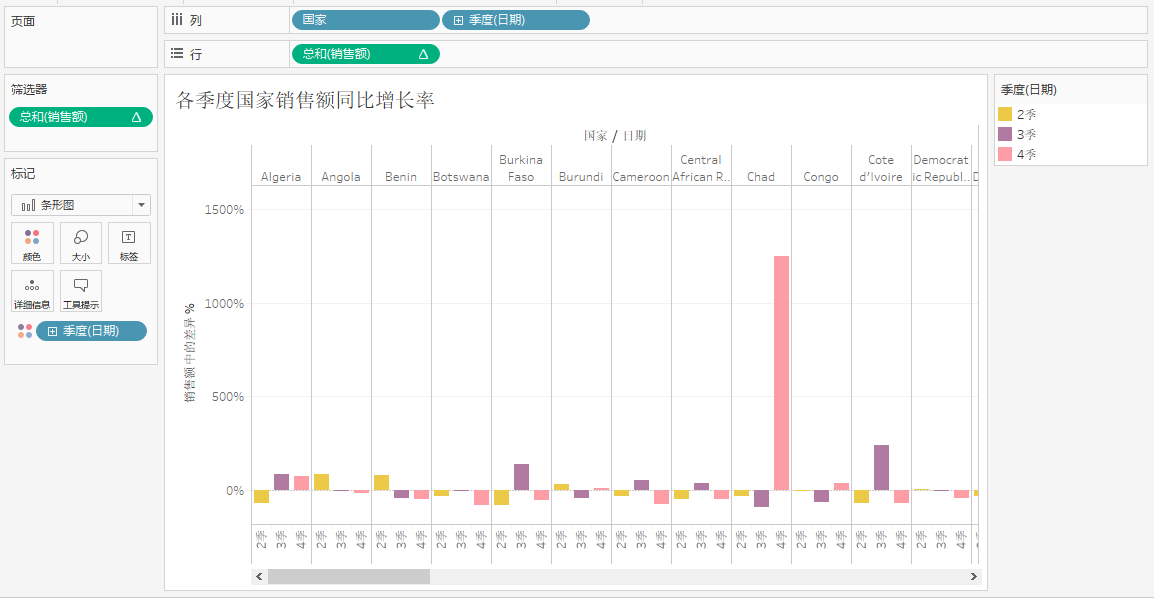 页面
列
国家
季度(日期)
行
总和(销售额)
筛选器
总和(销售额)
标记
条形图
颜色
大小
标签
详细信息
工具提示
季度(日期)
各季度国家销售额同比增长率
国家 / 日期
Algeria
Angola
Benin
Botswana
Burkina
Faso
Burundi
Cameroon
Central
African R..
Chad
Congo
Cote
d'Ivoire
Democrat
ic Republ..
D
销售额 中的差异 %
1500%
1000%
500%
0%
2季 3季 4季 2季 3季 4季 2季 3季 4季 2季 3季 4季 2季 3季 4季 2季 3季 4季 2季 3季 4季 2季 3季 4季 2季 3季 4季 2季 3季 4季 2季 3季 4季 2季 3季 4季
季度(日期)
2季
3季
4季